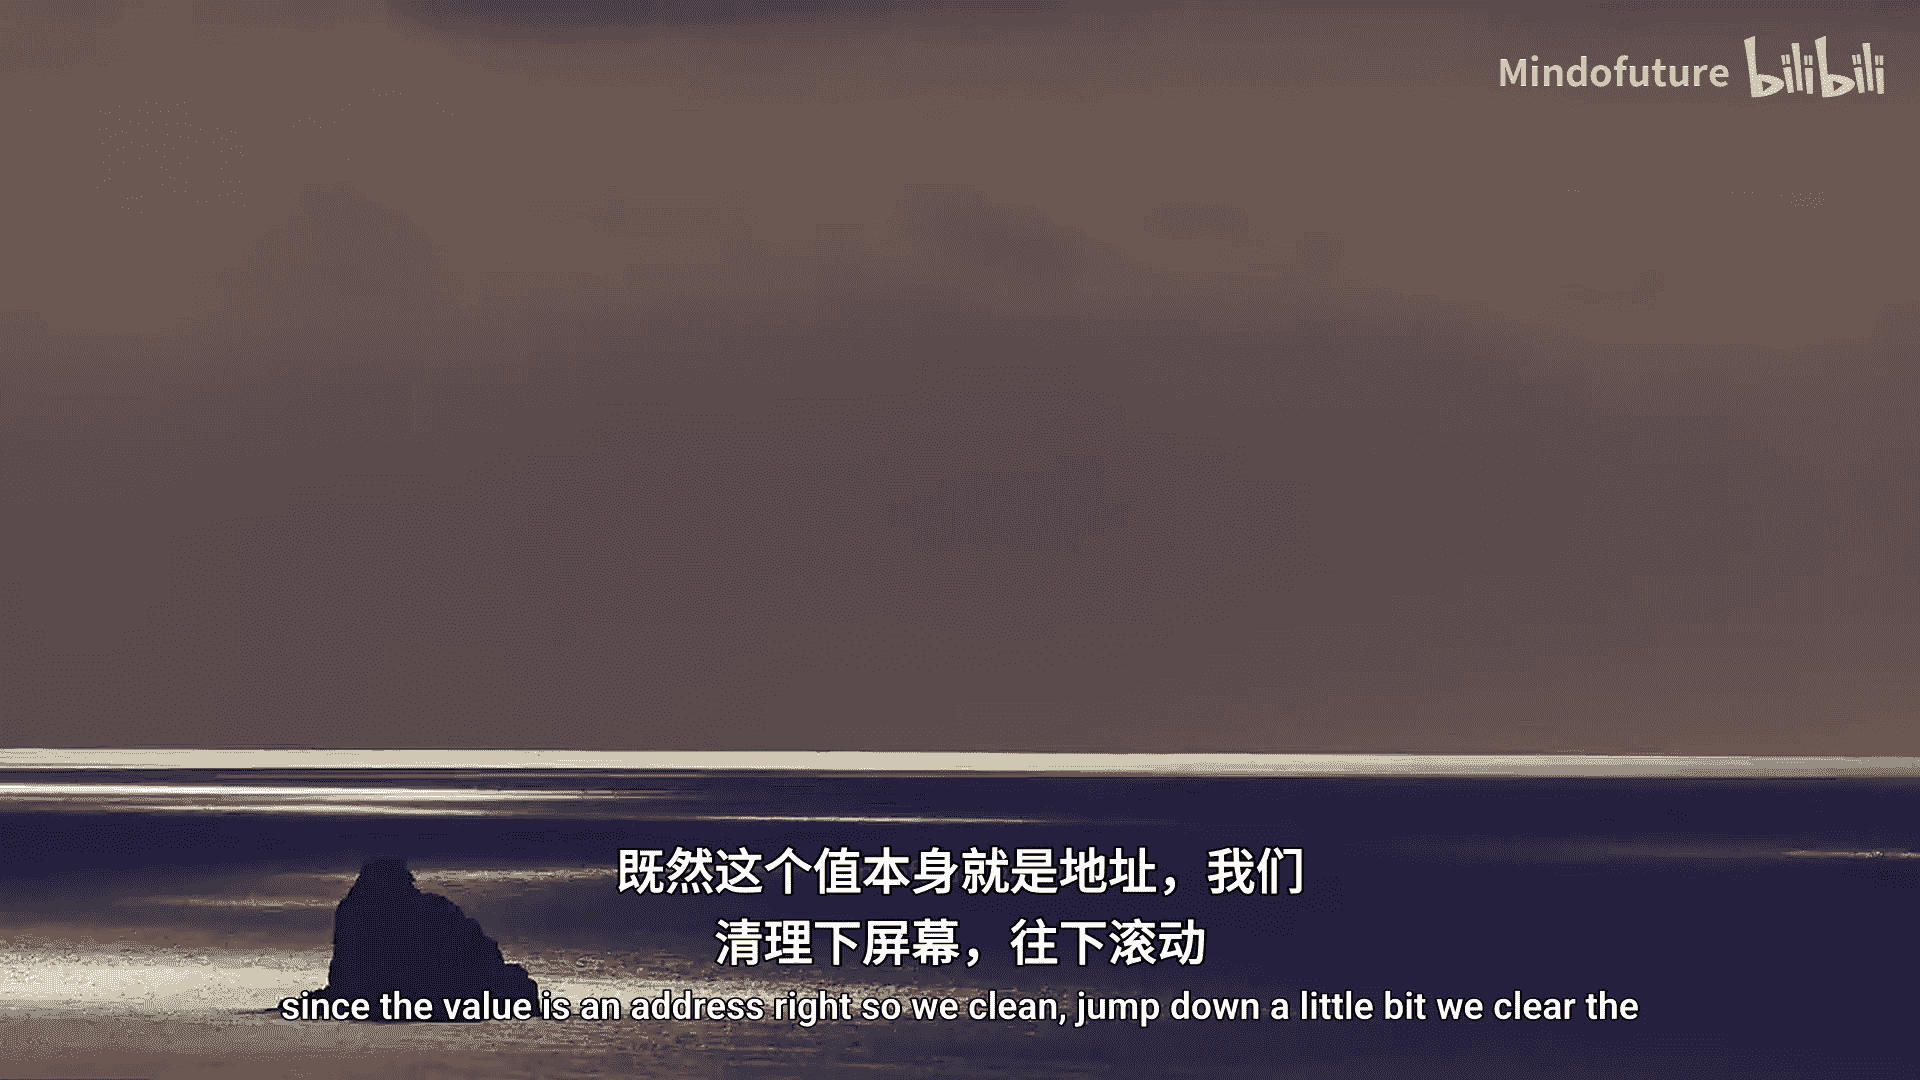 Mindofuture bilibili
既然这个值本身就是地址，我们
清理下屏幕，往下滚动
since the value is an address right so we clean, jump down a little bit we clear the